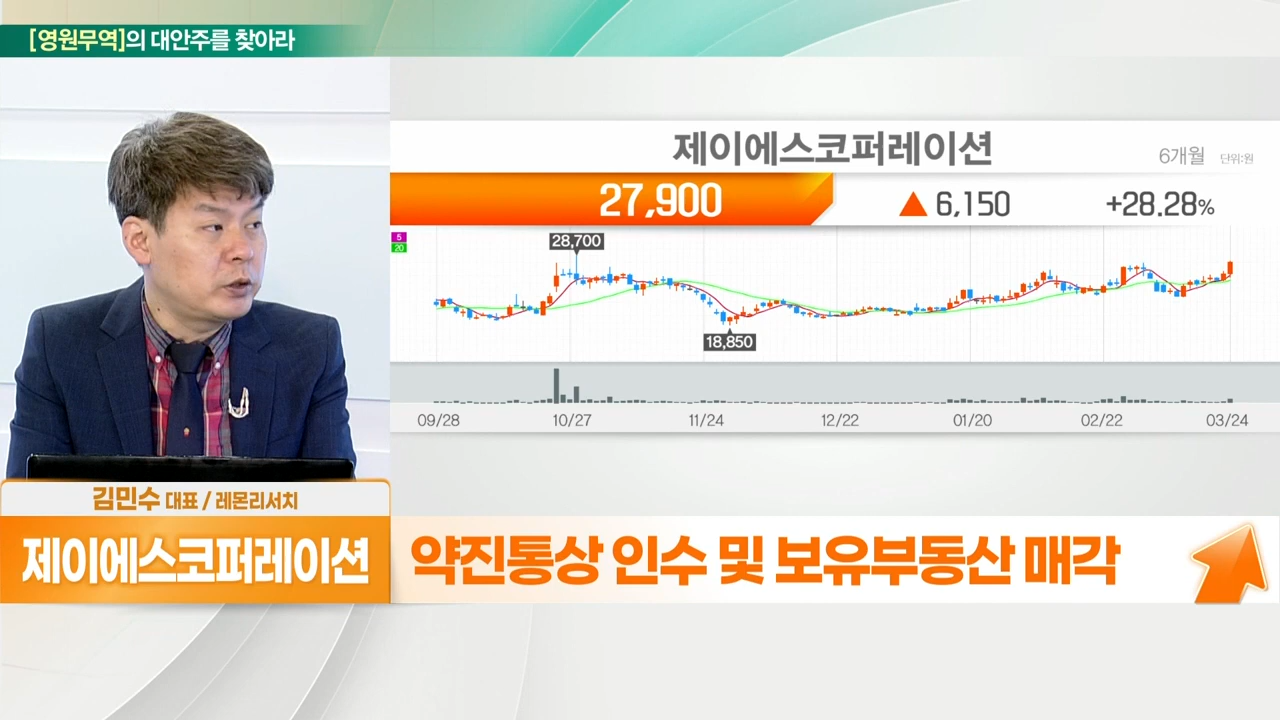 [영원무역]의 대안주를 찾아라
제이에스코퍼레이션
6개월 단위:원
27,900 ▲ 6,150 +28.28%
5
20
28,700
18,850
09/28 10/27 11/24 12/22 01/20 02/22 03/24
김민수 대표 / 레몬리서치
제이에스코퍼레이션
약진통상 인수 및 보유부동산 매각